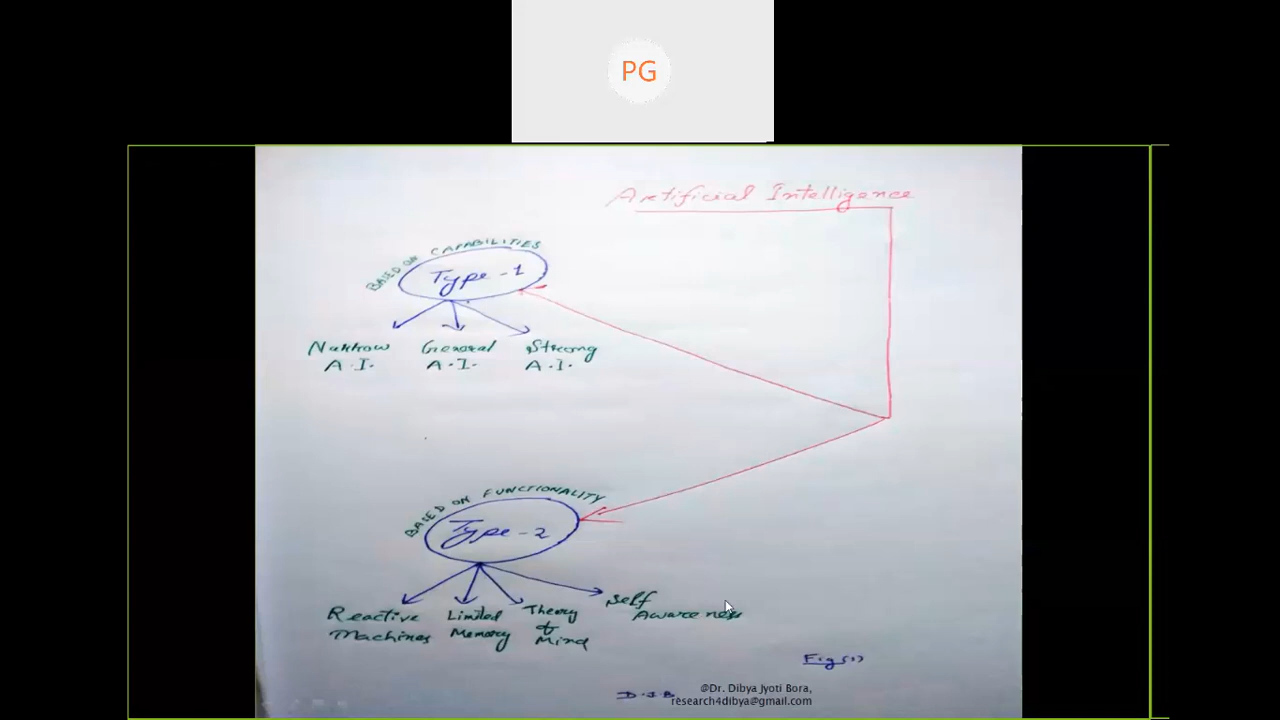 PG
Artificial Intelligence
BASED ON CAPABILITIES
Type-1
Narrow General Strong
A.I. A.I. A.I.
BASED ON FUNCTIONALITY
Type-2
Reactive Limited Theory Self
Machines Memory of Mind Awareness
Fig(1)
D.J.B
@Dr. Dibya Jyoti Bora,
research4dibya@gmail.com